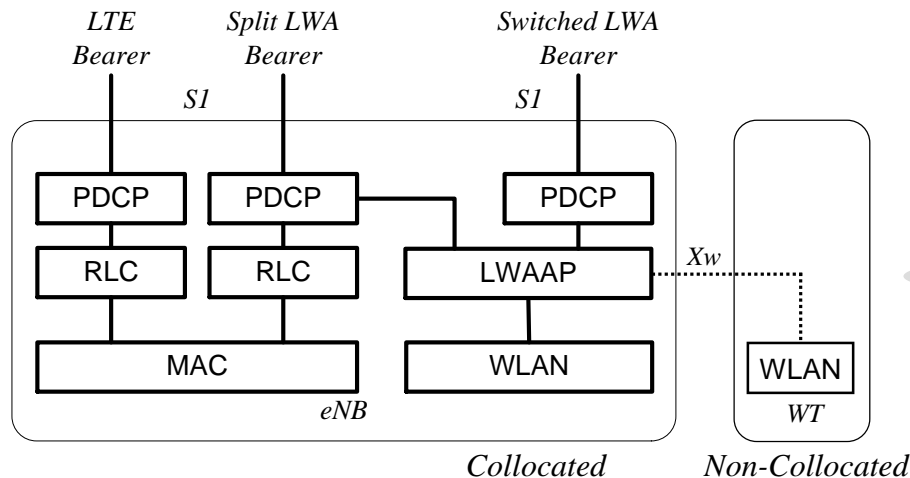 LTE Bearer
Split LWA Bearer
Switched LWA Bearer
S1
S1
PDCP
PDCP
PDCP
RLC
RLC
LWAAP
Xw
MAC
WLAN
WLAN
eNB
WT
Collocated
Non-Collocated